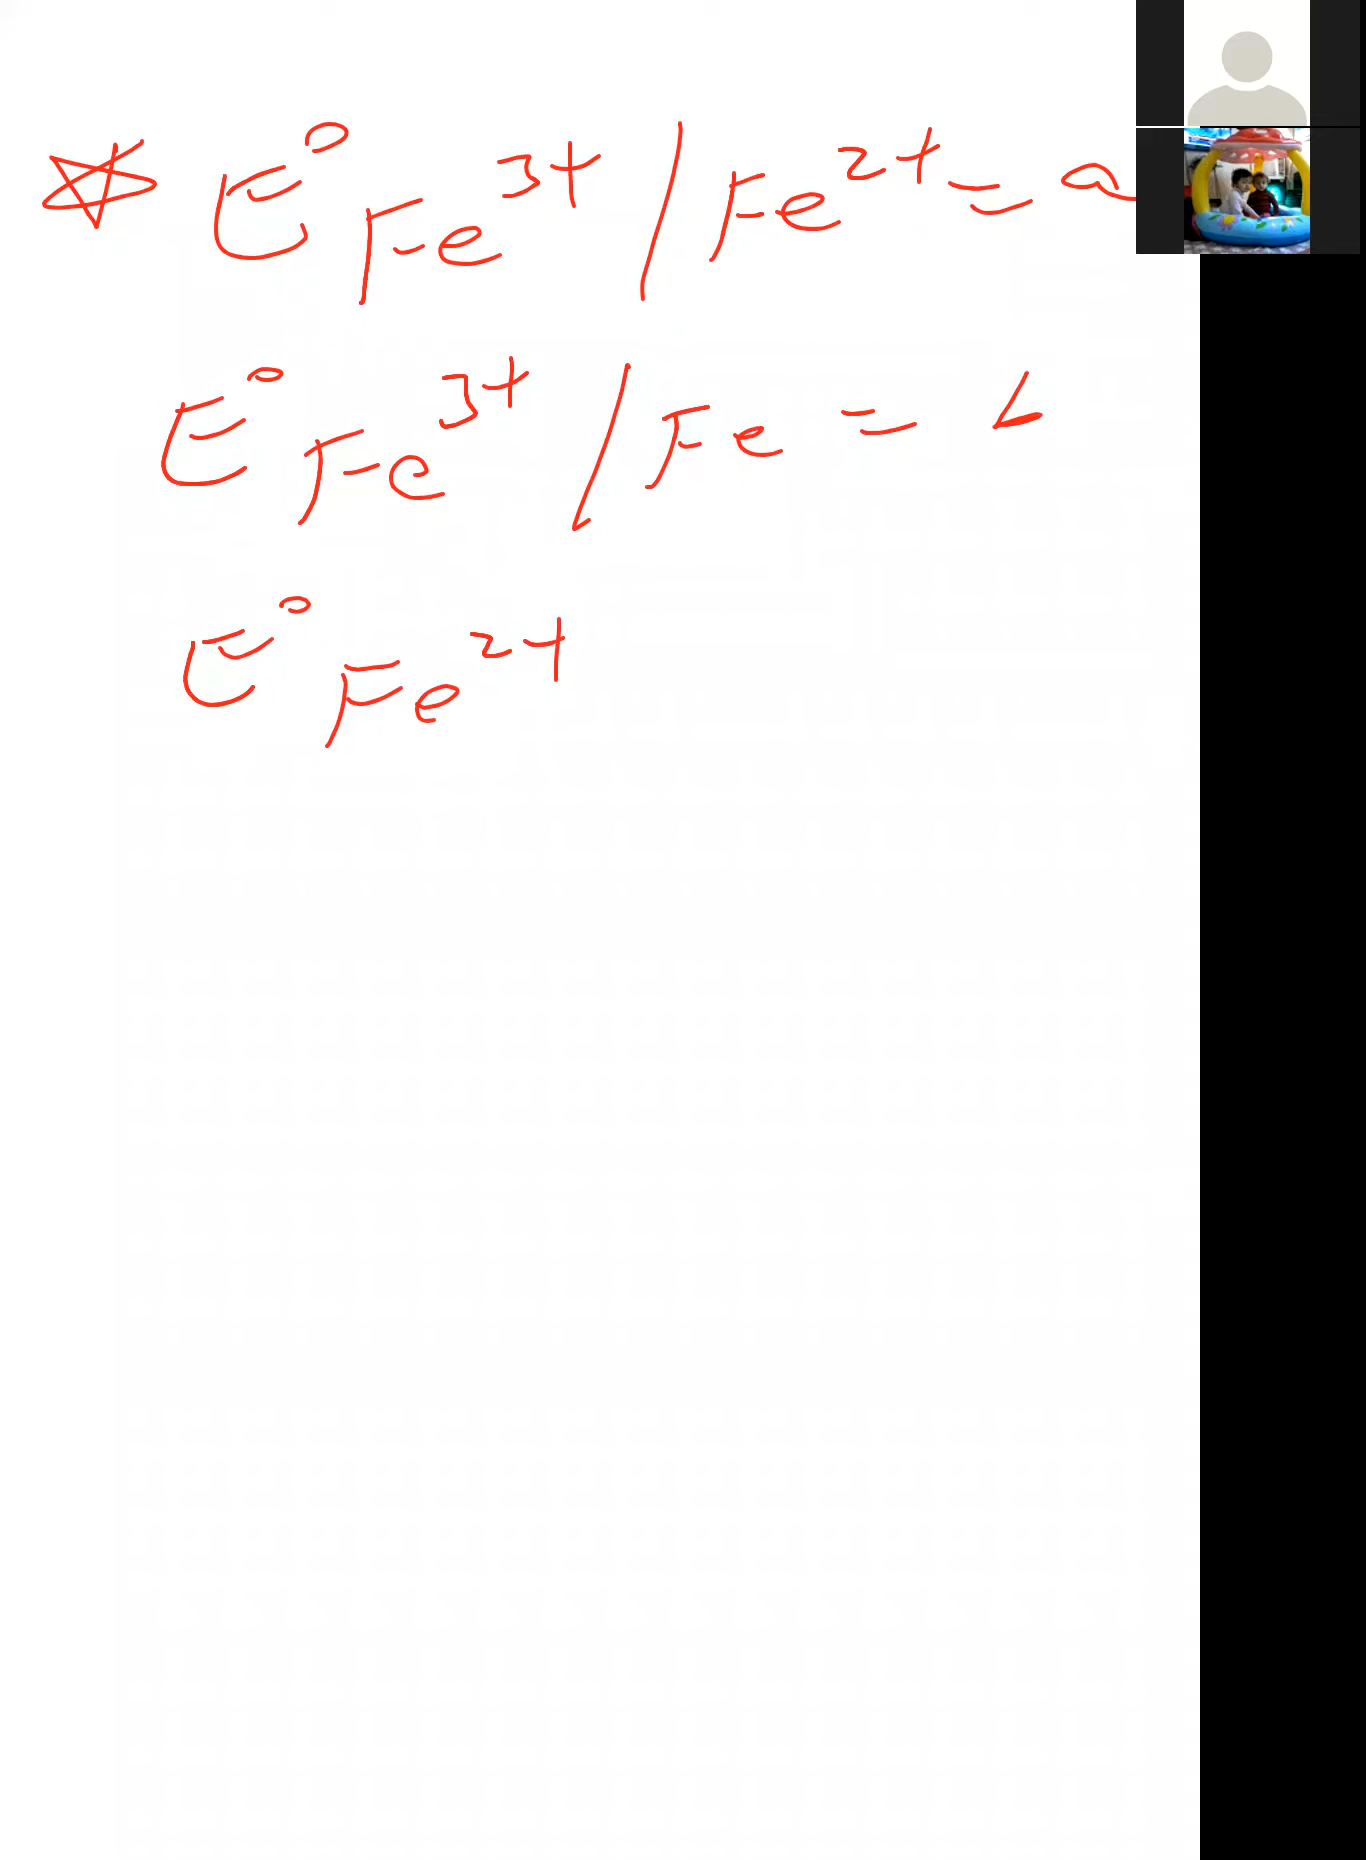 ☆ E° Fe³⁺ / Fe²⁺ = a
E° Fe³⁺ / Fe = b
E° Fe²⁺